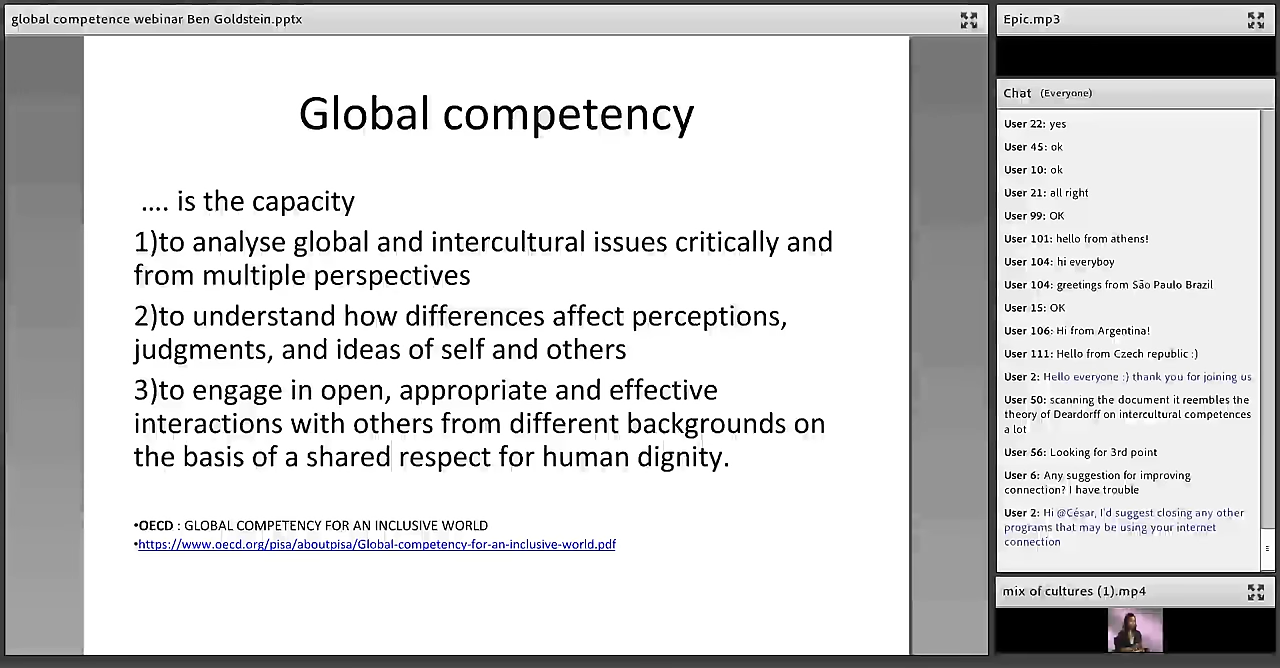 global competence webinar Ben Goldstein.pptx
Global competency
.... is the capacity
1)to analyse global and intercultural issues critically and
from multiple perspectives
2)to understand how differences affect perceptions,
judgments, and ideas of self and others
3)to engage in open, appropriate and effective
interactions with others from different backgrounds on
the basis of a shared respect for human dignity.
•OECD : GLOBAL COMPETENCY FOR AN INCLUSIVE WORLD
•https://www.oecd.org/pisa/aboutpisa/Global-competency-for-an-inclusive-world.pdf
Epic.mp3
Chat (Everyone)
User 22: yes
User 45: ok
User 10: ok
User 21: all right
User 99: OK
User 101: hello from athens!
User 104: hi everyboy
User 104: greetings from São Paulo Brazil
User 15: OK
User 106: Hi from Argentina!
User 111: Hello from Czech republic :)
User 2: Hello everyone :) thank you for joining us
User 50: scanning the document it reembles the
theory of Deardorff on intercultural competences
a lot
User 56: Looking for 3rd point
User 6: Any suggestion for improving
connection? I have trouble
User 2: Hi @César, I'd suggest closing any other
programs that may be using your internet
connection
mix of cultures (1).mp4